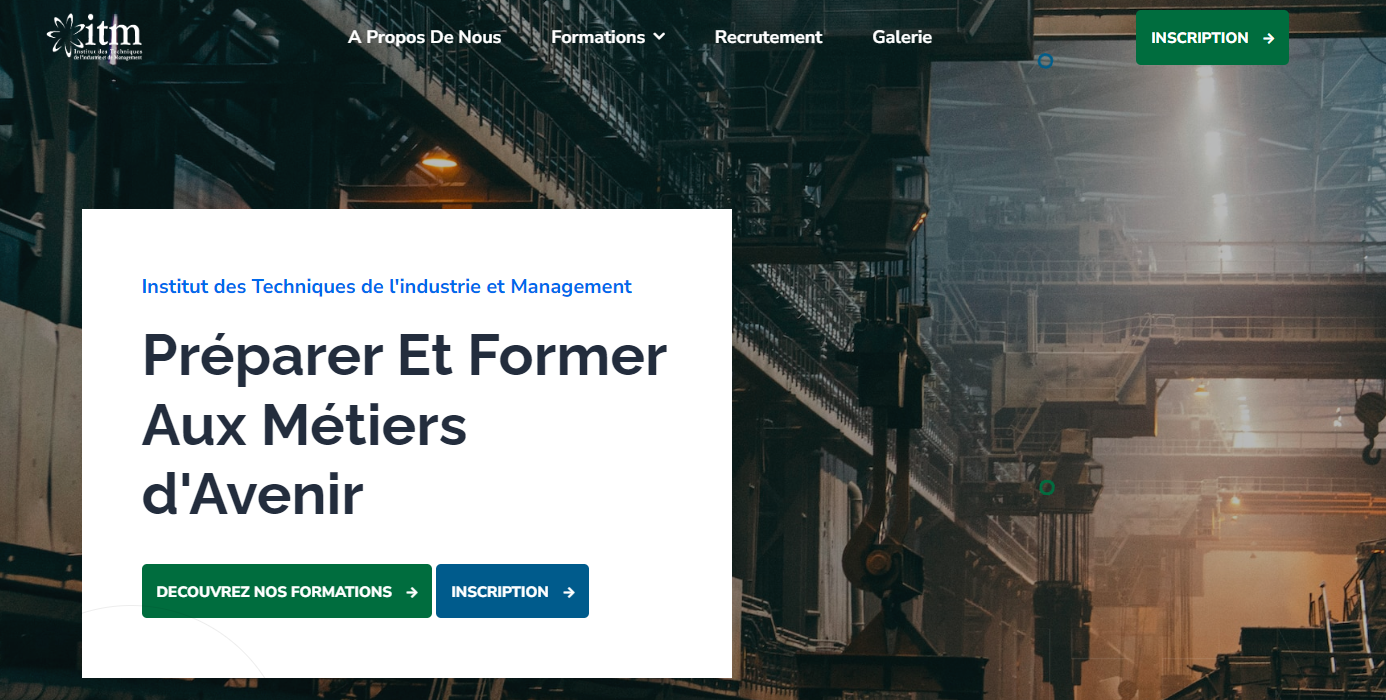 itm
Institut des Techniques
de l'industrie et de Management
A Propos De Nous
Formations
Recrutement
Galerie
INSCRIPTION
Institut des Techniques de l'industrie et Management
Préparer Et Former
Aux Métiers
d'Avenir
DECOUVREZ NOS FORMATIONS
INSCRIPTION